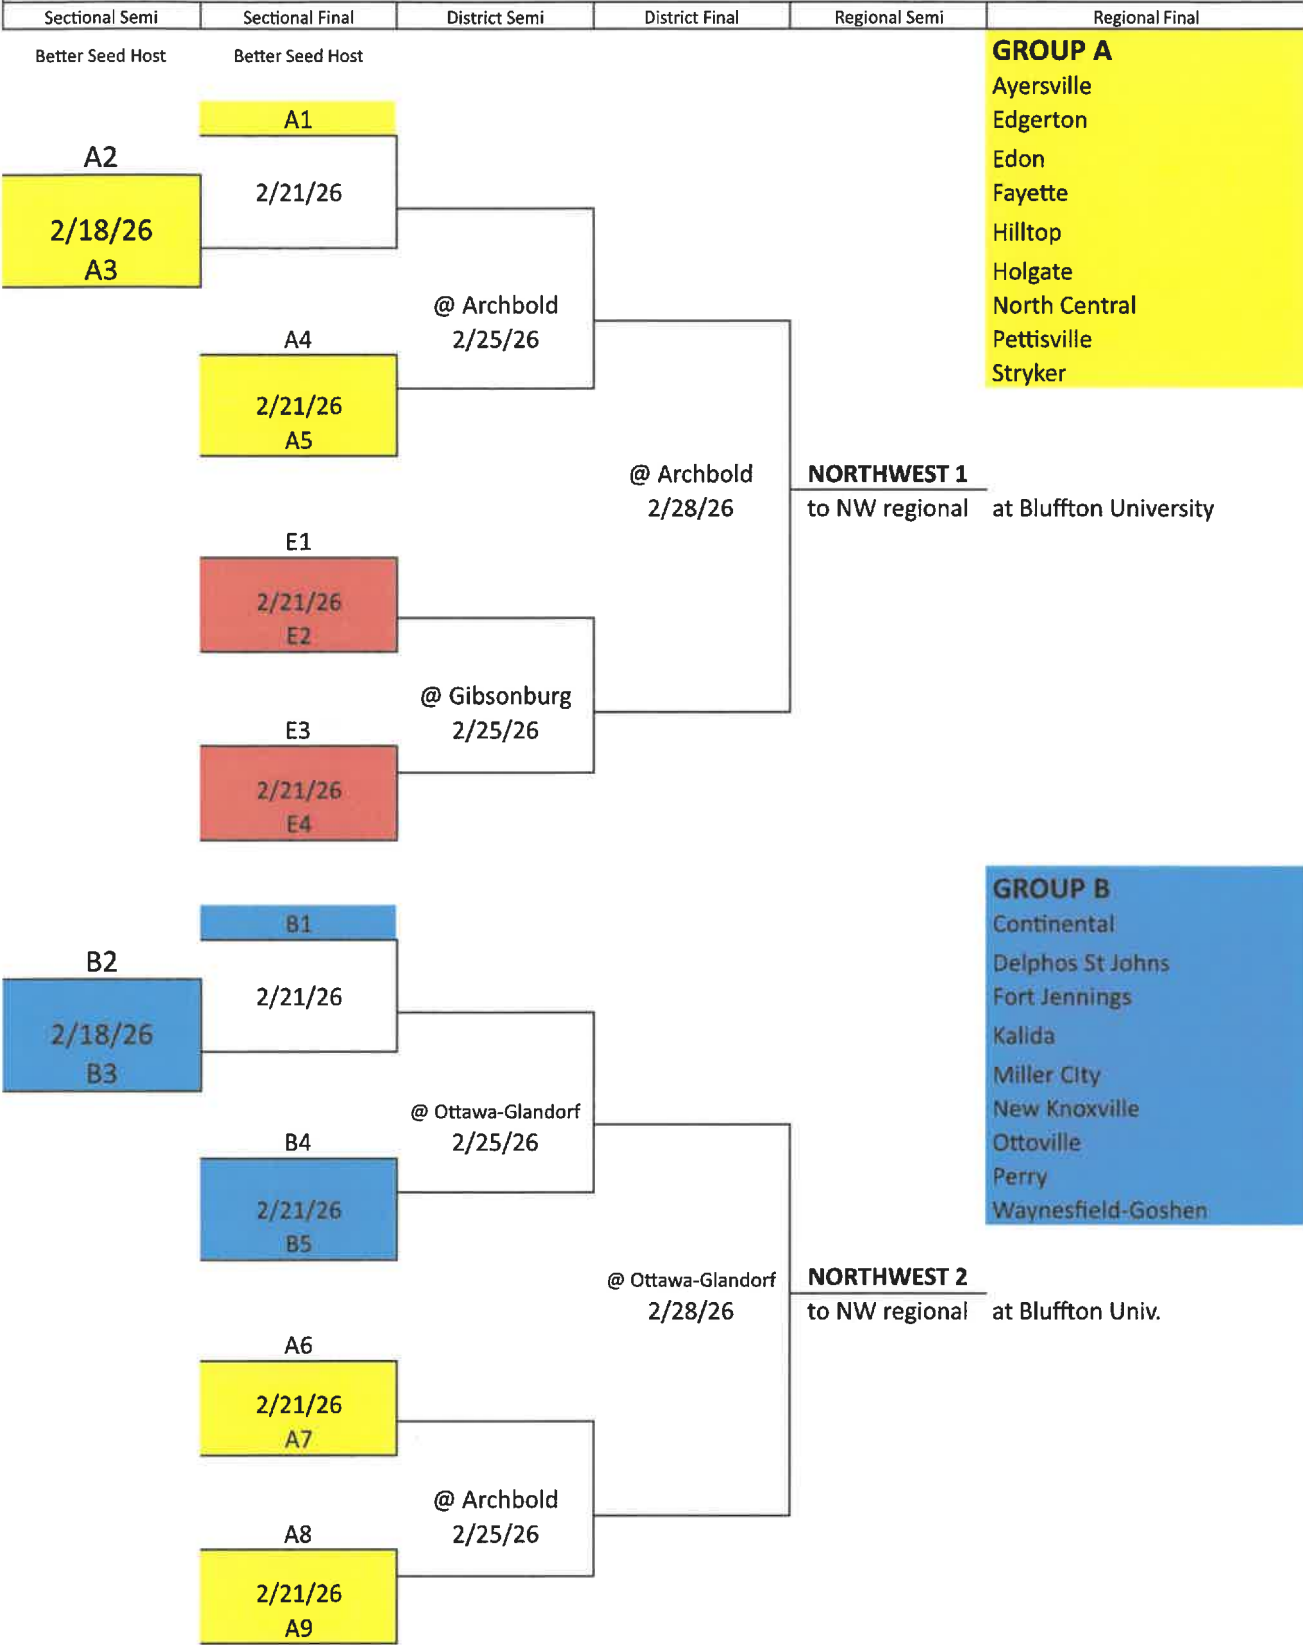 Sectional Semi
Sectional Final
District Semi
District Final
Regional Semi
Regional Final
Better Seed Host
Better Seed Host
GROUP A
Ayersville
Edgerton
Edon
Fayette
Hilltop
Holgate
North Central
Pettisville
Stryker
A1
A2
2/21/26
2/18/26
A3
@ Archbold
2/25/26
A4
2/21/26
A5
@ Archbold
2/28/26
NORTHWEST 1
to NW regional
at Bluffton University
E1
2/21/26
E2
@ Gibsonburg
2/25/26
E3
2/21/26
E4
GROUP B
Continental
Delphos St Johns
Fort Jennings
Kalida
Miller CIty
New Knoxville
Ottoville
Perry
Waynesfield-Goshen
B1
B2
2/21/26
2/18/26
B3
@ Ottawa-Glandorf
2/25/26
B4
2/21/26
B5
@ Ottawa-Glandorf
2/28/26
NORTHWEST 2
to NW regional
at Bluffton Univ.
A6
2/21/26
A7
@ Archbold
2/25/26
A8
2/21/26
A9